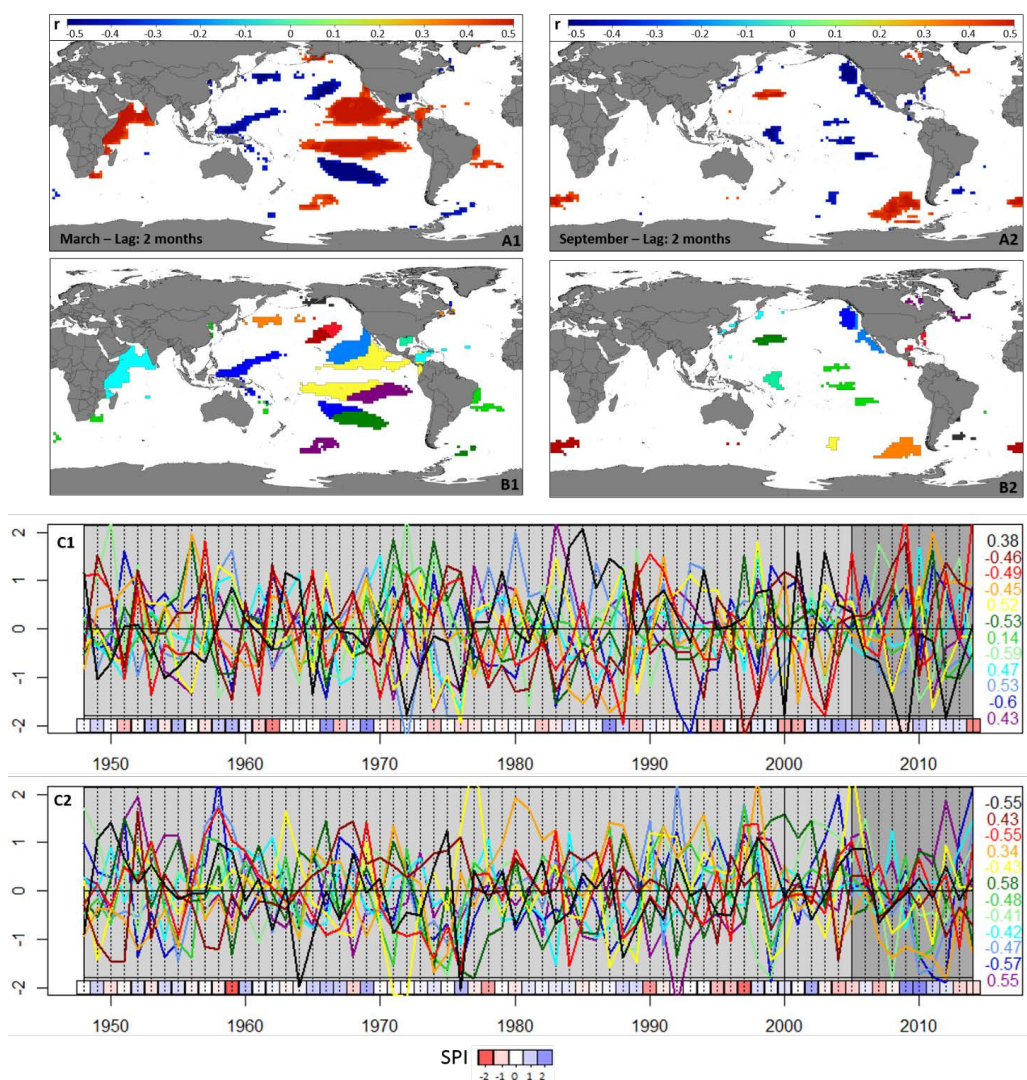 r
-0.5 -0.4 -0.3 -0.2 -0.1 0 0.1 0.2 0.3 0.4 0.5
March – Lag: 2 months
A1
r
-0.5 -0.4 -0.3 -0.2 -0.1 0 0.1 0.2 0.3 0.4 0.5
September – Lag: 2 months
A2
B1
B2
C1
2
1
0
-1
-2
0.38
-0.46
-0.49
-0.45
0.52
-0.53
0.14
-0.59
0.47
0.53
-0.6
0.43
1950 1960 1970 1980 1990 2000 2010
C2
2
1
0
-1
-2
-0.55
0.43
-0.55
0.34
0.43
0.58
-0.48
-0.41
-0.42
-0.47
-0.57
0.55
1950 1960 1970 1980 1990 2000 2010
SPI
-2 -1 0 1 2